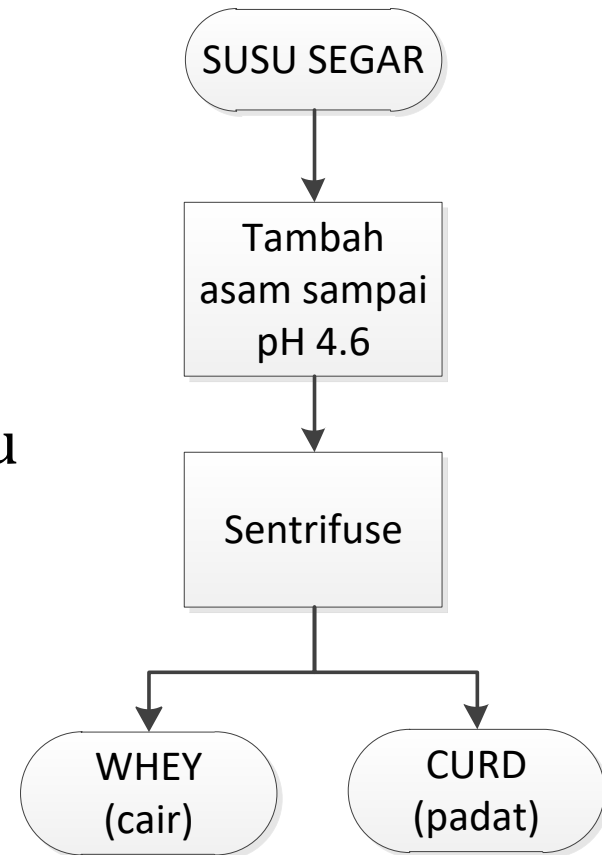 SUSU SEGAR
Tambah
asam sampai
pH 4.6
u
Sentrifuse
WHEY
(cair)
CURD
(padat)